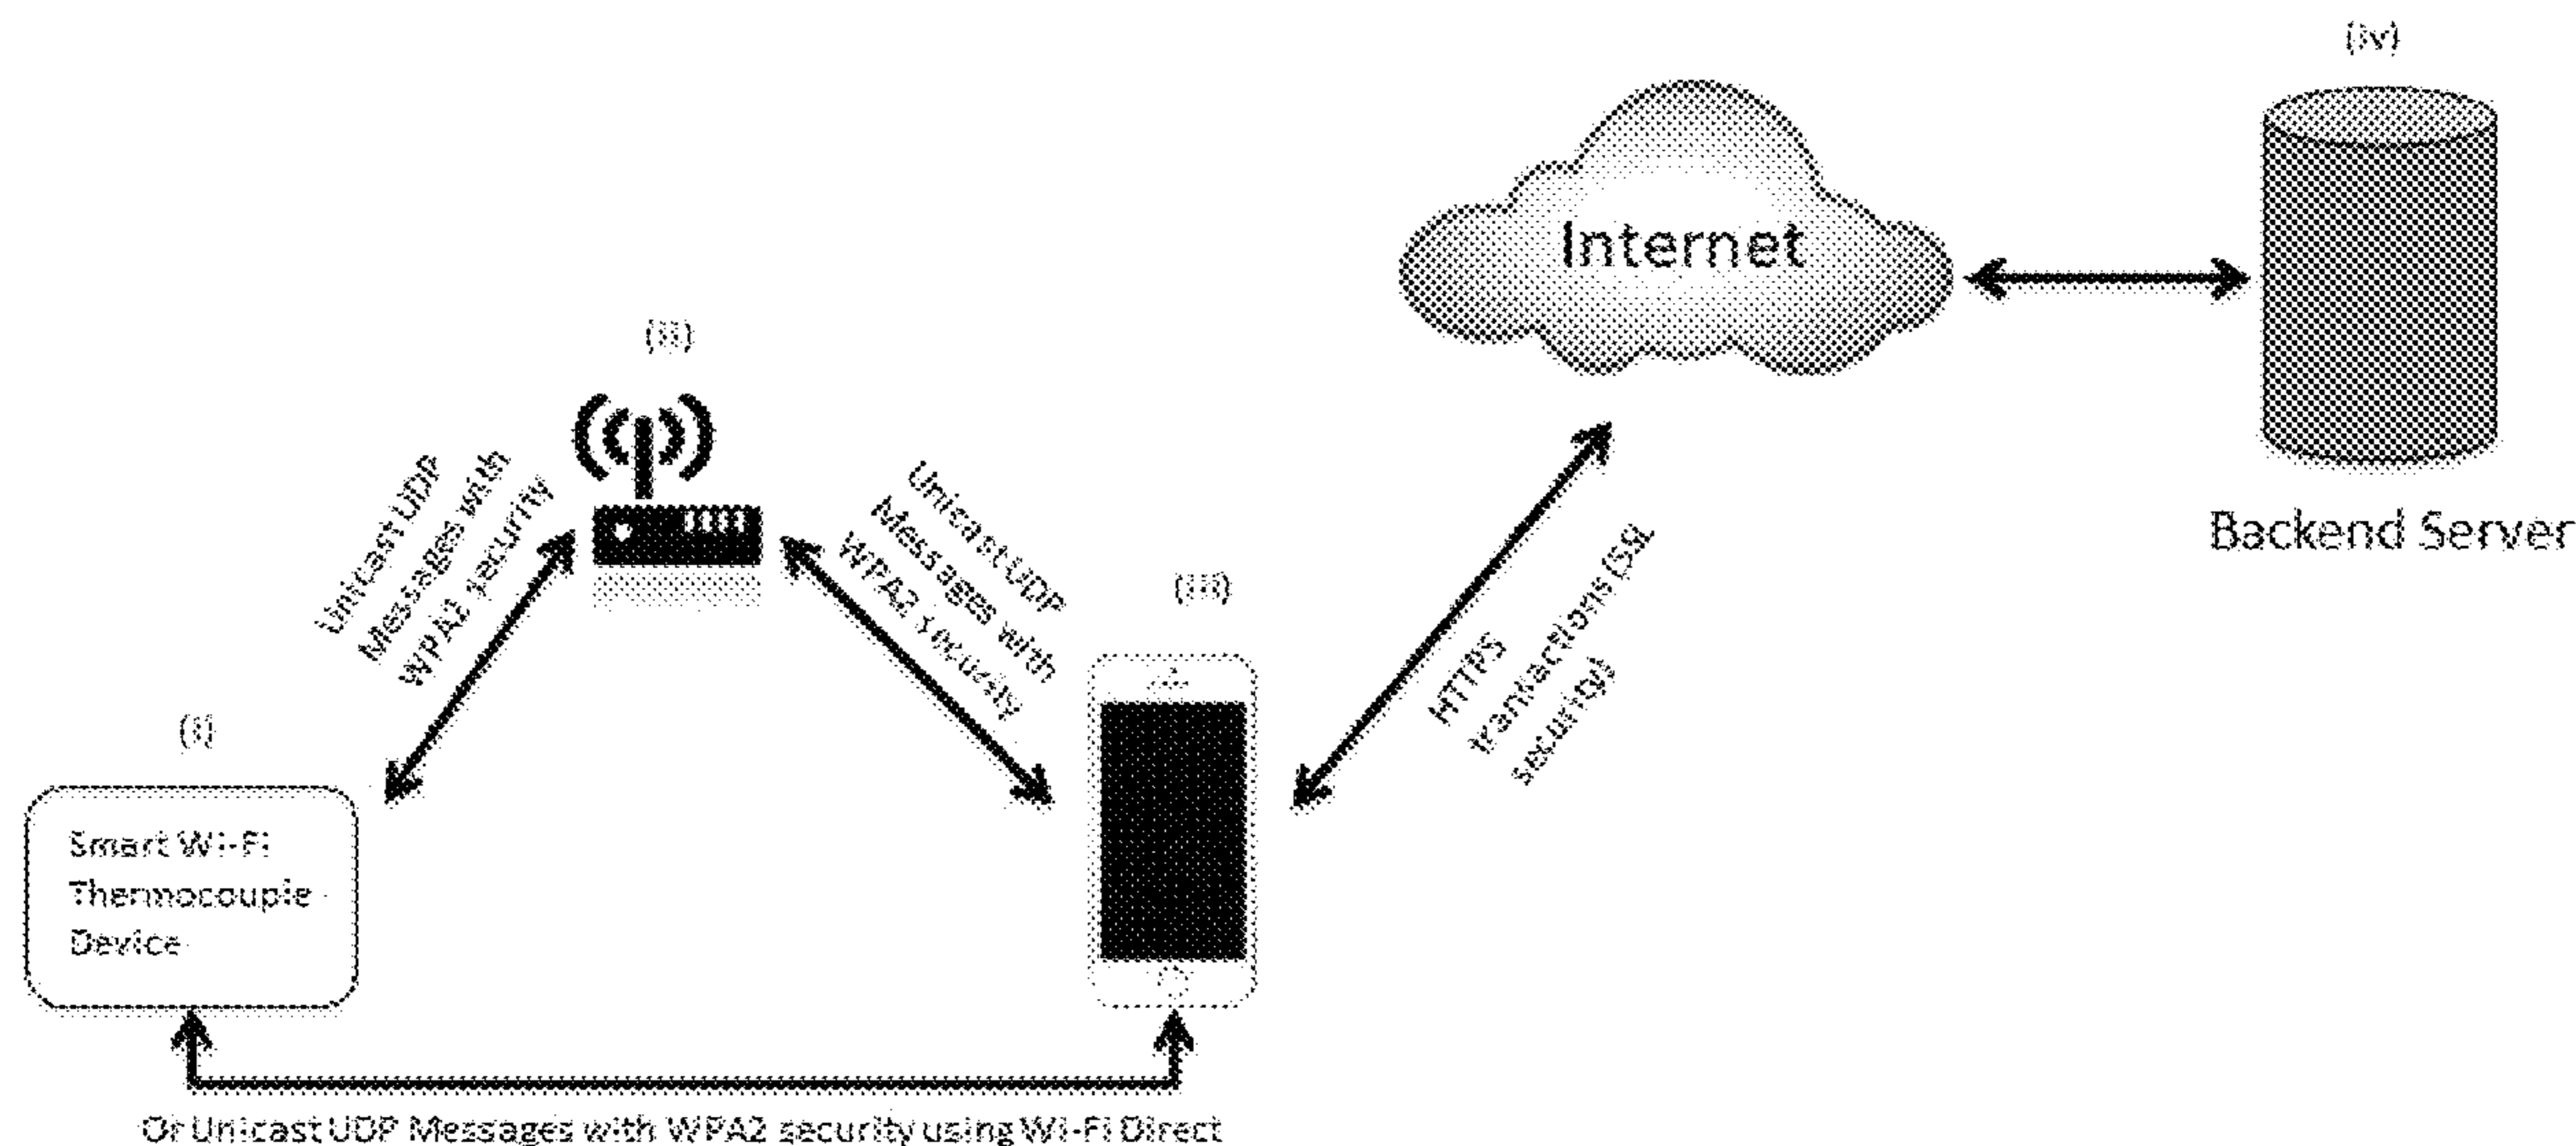 (iv)
Internet
Backend Server
(ii)
Unicast UDP
Messages with
WPA2 security
Unicast UDP
Messages with
WPA2 security
(iii)
HTTPS
transactions (SSL
security)
(i)
Smart Wi-Fi
Thermocouple
Device
Or Unicast UDP Messages with WPA2 security using Wi-Fi Direct